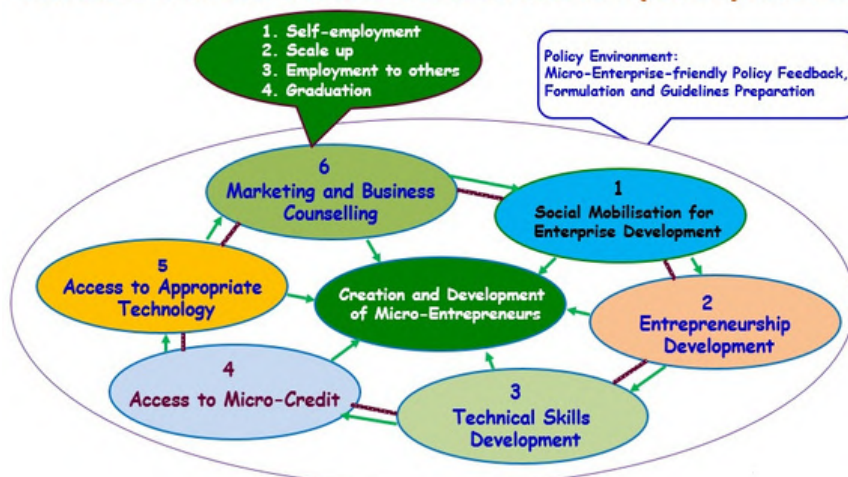 1. Self-employment
2. Scale up
3. Employment to others
4. Graduation
Policy Environment:
Micro-Enterprise-friendly Policy Feedback,
Formulation and Guidelines Preparation
6
Marketing and Business
Counselling
1
Social Mobilisation for
Enterprise Development
5
Access to Appropriate
Technology
Creation and Development
of Micro-Entrepreneurs
2
Entrepreneurship
Development
4
Access to Micro-Credit
3
Technical Skills
Development